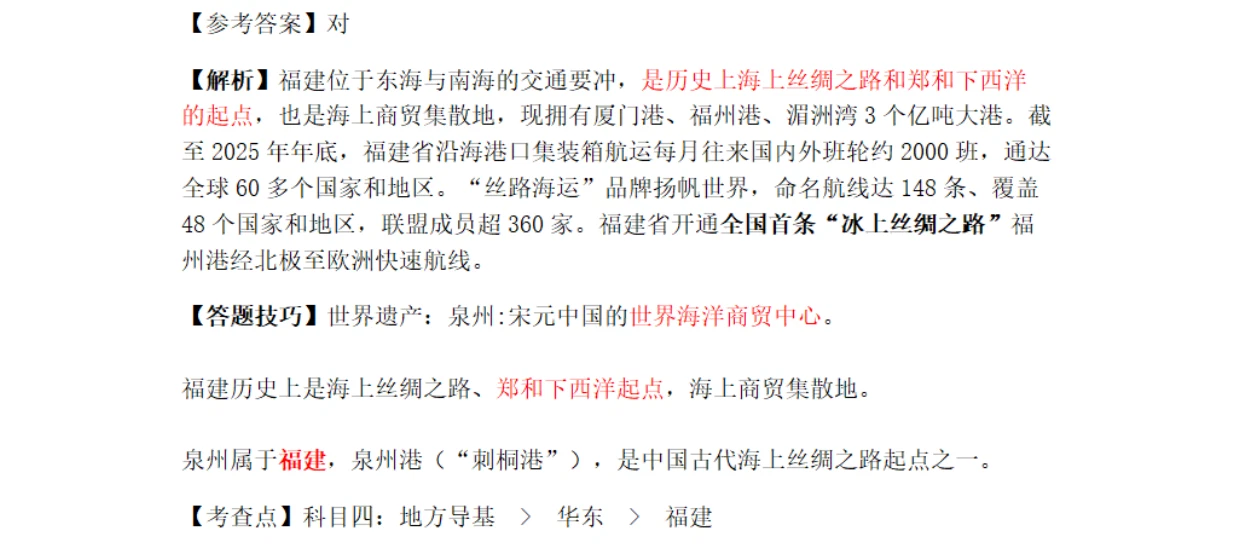 【参考答案】对
【解析】福建位于东海与南海的交通要冲，是历史上海上丝绸之路和郑和下西洋
的起点，也是海上商贸集散地，现拥有厦门港、福州港、湄洲湾 3 个亿吨大港。截
至 2025 年年底，福建省沿海港口集装箱航运每月往来国内外班轮约 2000 班，通达
全球 60 多个国家和地区。“丝路海运”品牌扬帆世界，命名航线达 148 条、覆盖
48 个国家和地区，联盟成员超 360 家。福建省开通全国首条“冰上丝绸之路”福
州港经北极至欧洲快速航线。
【答题技巧】世界遗产：泉州:宋元中国的世界海洋商贸中心。
福建历史上是海上丝绸之路、郑和下西洋起点，海上商贸集散地。
泉州属于福建，泉州港（“刺桐港”），是中国古代海上丝绸之路起点之一。
【考查点】科目四：地方导基 > 华东 > 福建